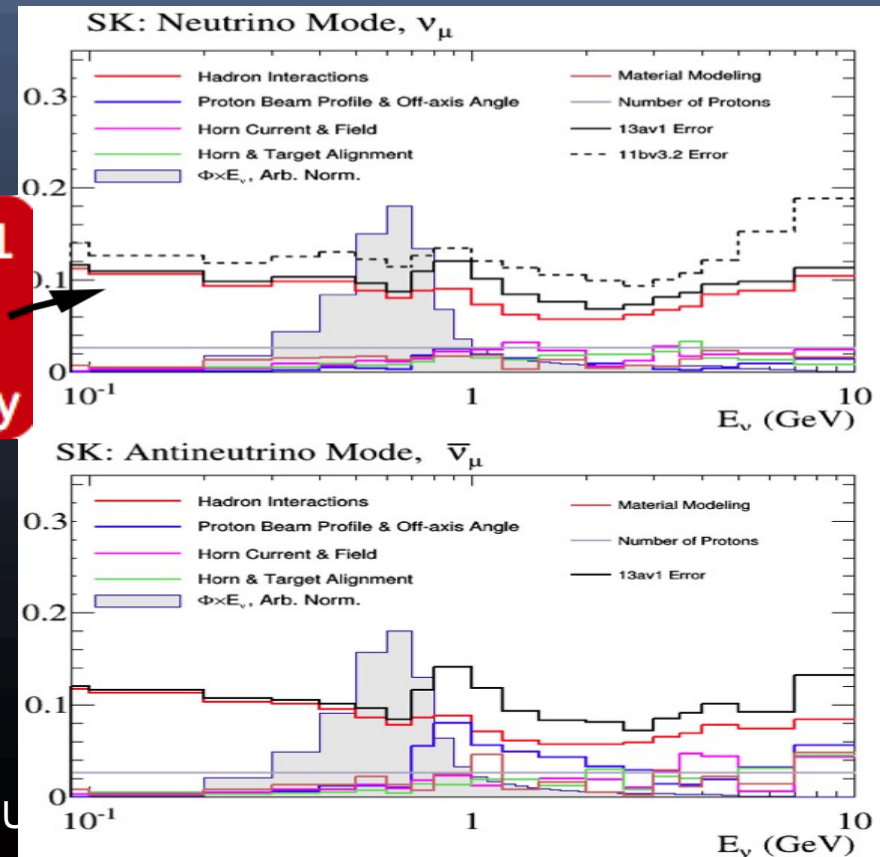 SK: Neutrino Mode, νμ
Hadron Interactions
Proton Beam Profile & Off-axis Angle
Horn Current & Field
Horn & Target Alignment
Φ×Eν, Arb. Norm.
Material Modeling
Number of Protons
13av1 Error
11bv3.2 Error
0.3
0.2
0.1
0
10⁻¹ 1 10
Eν (GeV)
1
y
SK: Antineutrino Mode, ν̄μ
Hadron Interactions
Proton Beam Profile & Off-axis Angle
Horn Current & Field
Horn & Target Alignment
Φ×Eν, Arb. Norm.
Material Modeling
Number of Protons
13av1 Error
0.3
0.2
0.1
0
10⁻¹ 1 10
Eν (GeV)